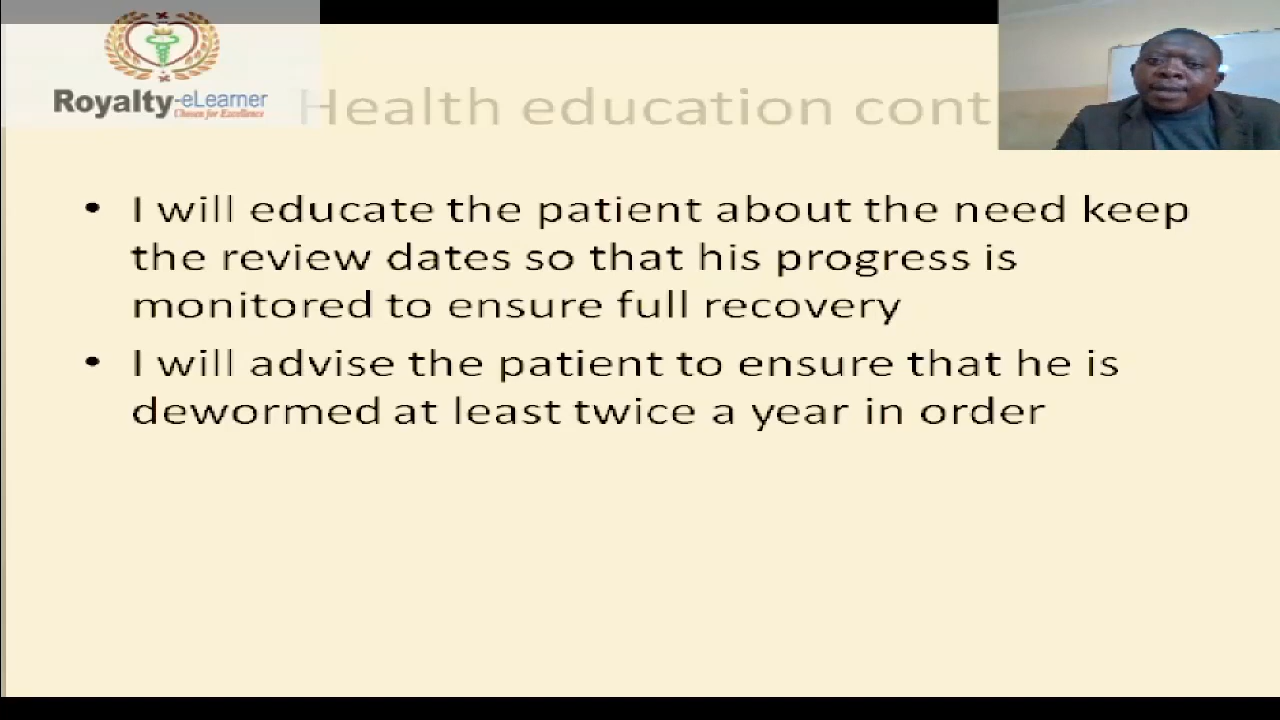 Royalty-eLearner
Chosen for Excellence
Health education cont
• I will educate the patient about the need keep
the review dates so that his progress is
monitored to ensure full recovery
• I will advise the patient to ensure that he is
dewormed at least twice a year in order